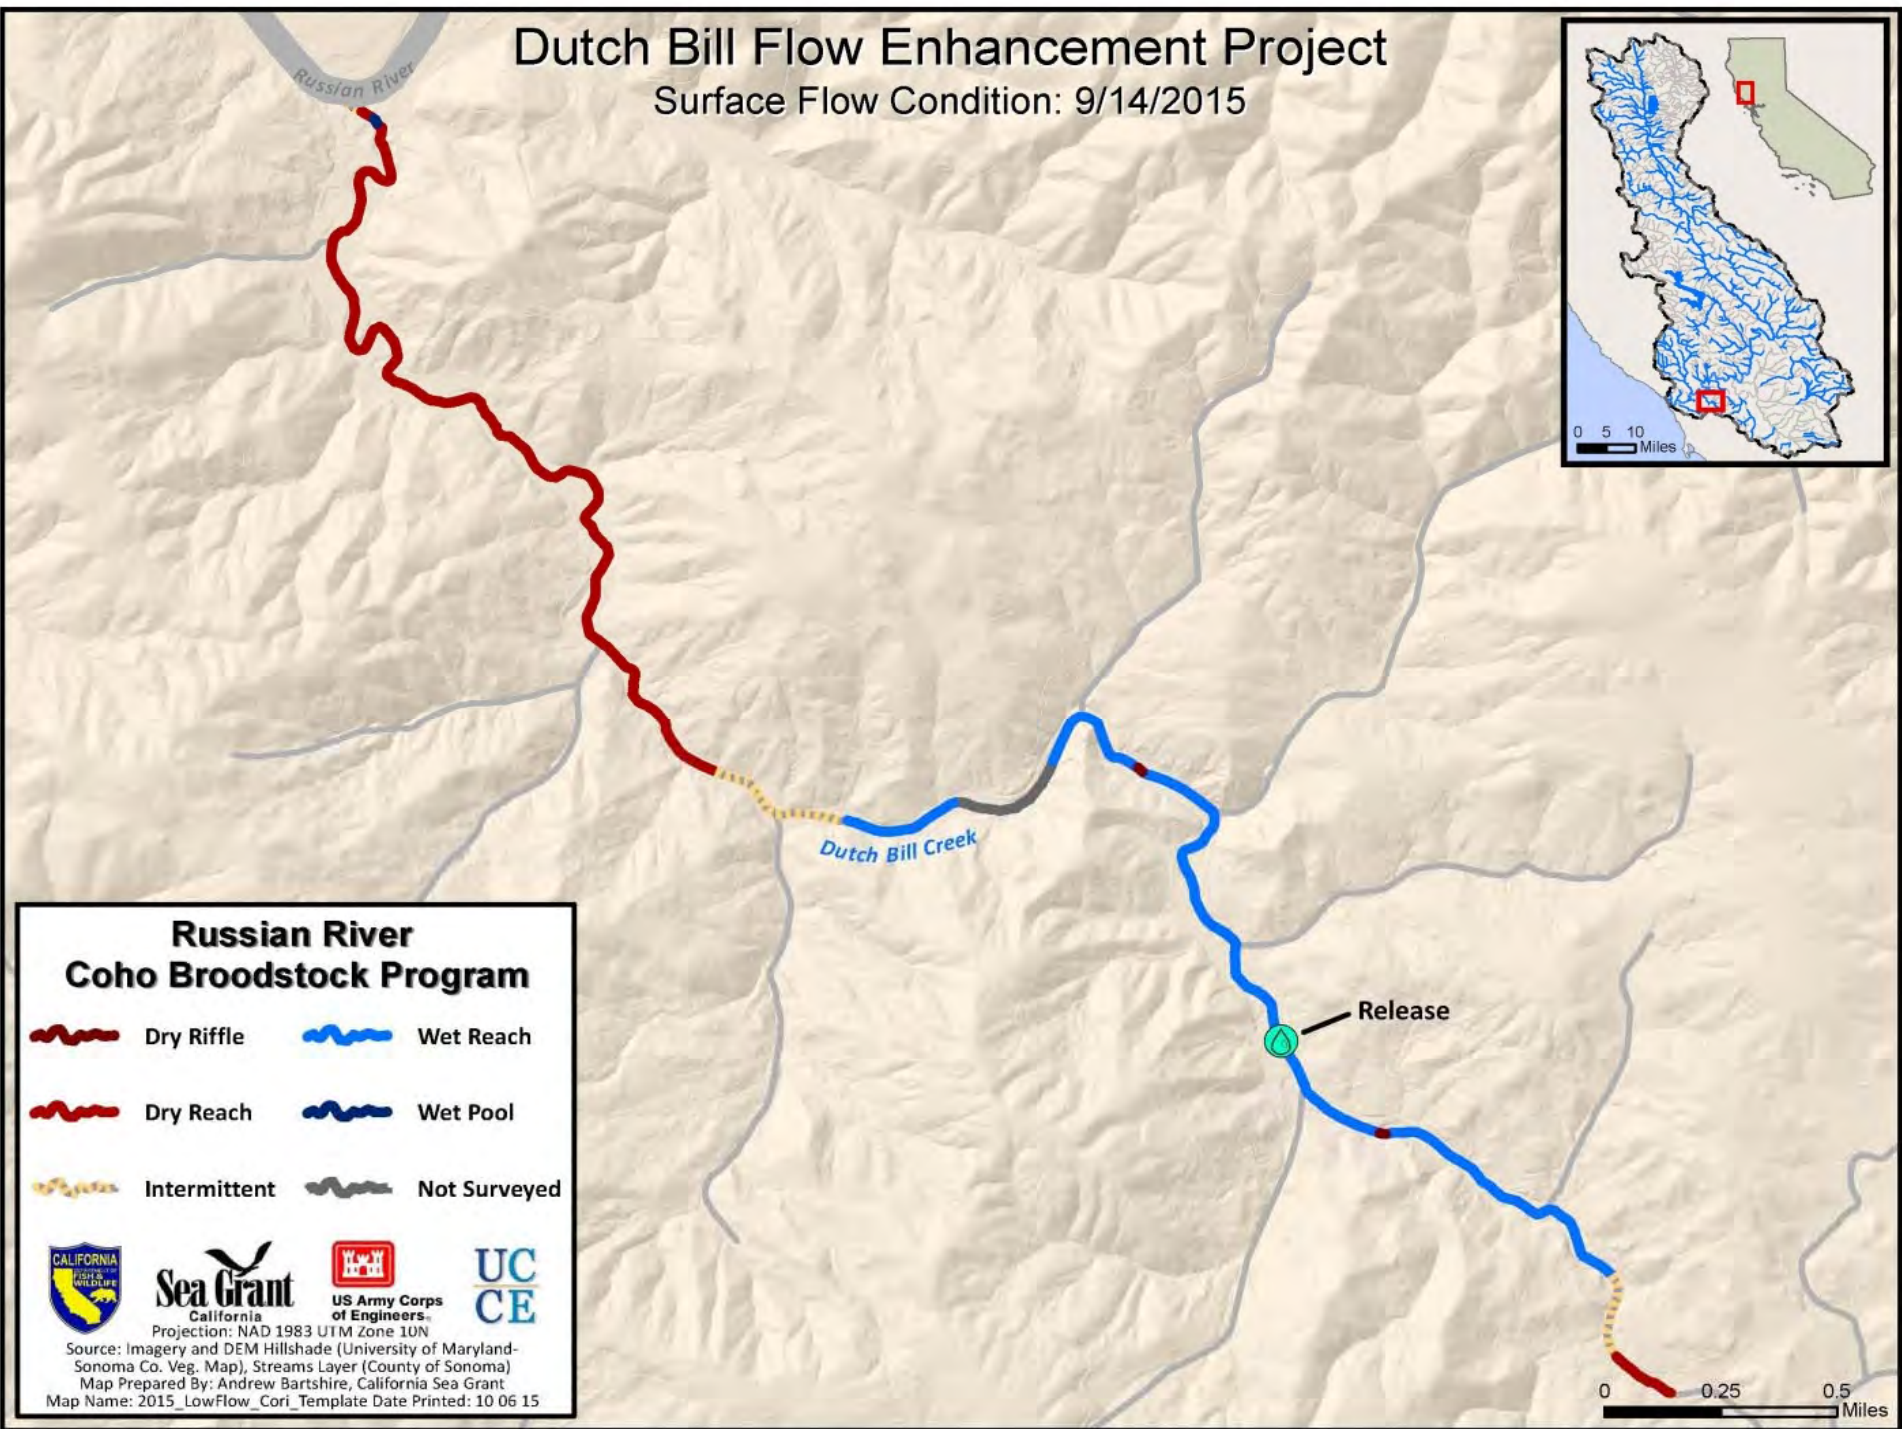 Dutch Bill Flow Enhancement Project
Surface Flow Condition: 9/14/2015
Russian River
0 5 10
Miles
Dutch Bill Creek
Release
Russian River
Coho Broodstock Program
Dry Riffle
Wet Reach
Dry Reach
Wet Pool
Intermittent
Not Surveyed
CALIFORNIA
DEPARTMENT OF
FISH &
WILDLIFE
Sea Grant
California
US Army Corps
of Engineers®
UC
CE
Projection: NAD 1983 UTM Zone 10N
Source: Imagery and DEM Hillshade (University of Maryland-
Sonoma Co. Veg. Map), Streams Layer (County of Sonoma)
Map Prepared By: Andrew Bartshire, California Sea Grant
Map Name: 2015_LowFlow_Cori_Template Date Printed: 10 06 15
0 0.25 0.5
Miles